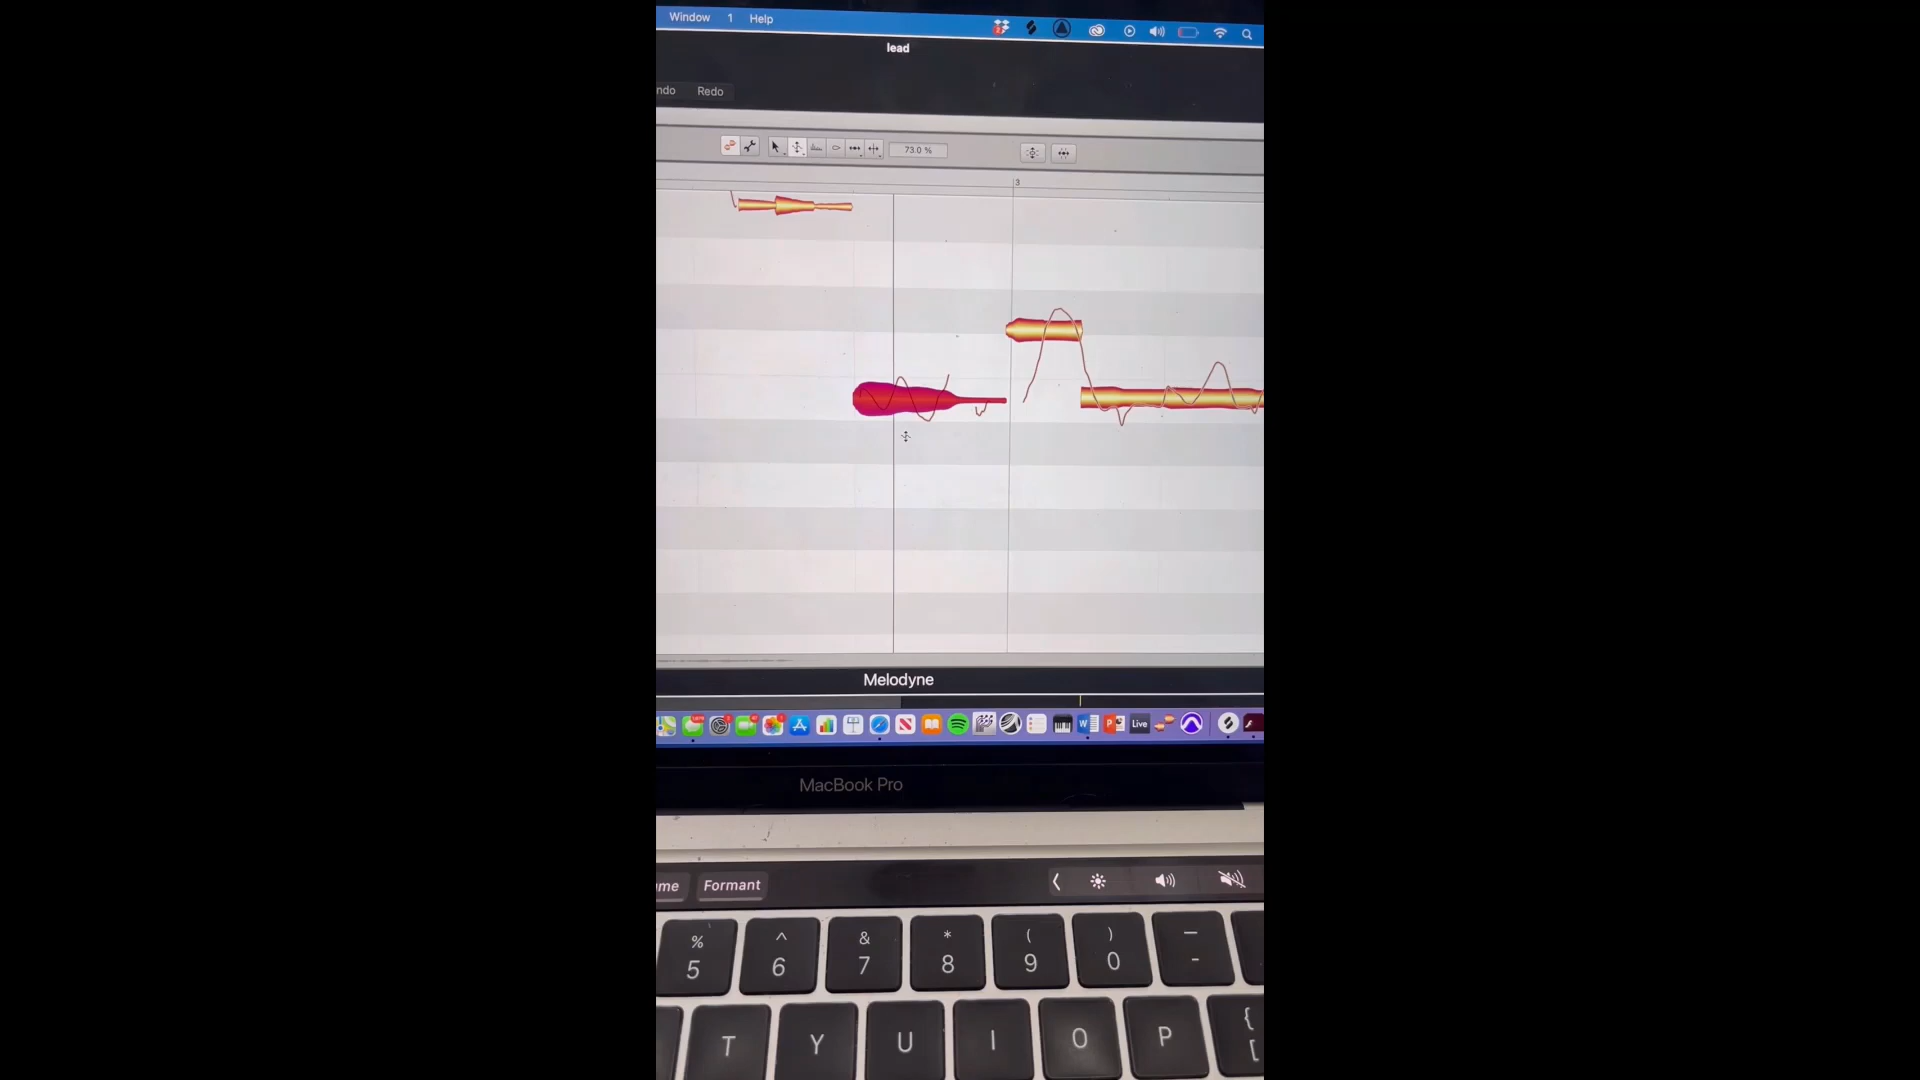 Window 1 Help
lead
ndo Redo
73.0 %
3
Melodyne
Live
MacBook Pro
me Formant
% ^ & * ( ) —
5 6 7 8 9 0 -
{
T Y U I O P [